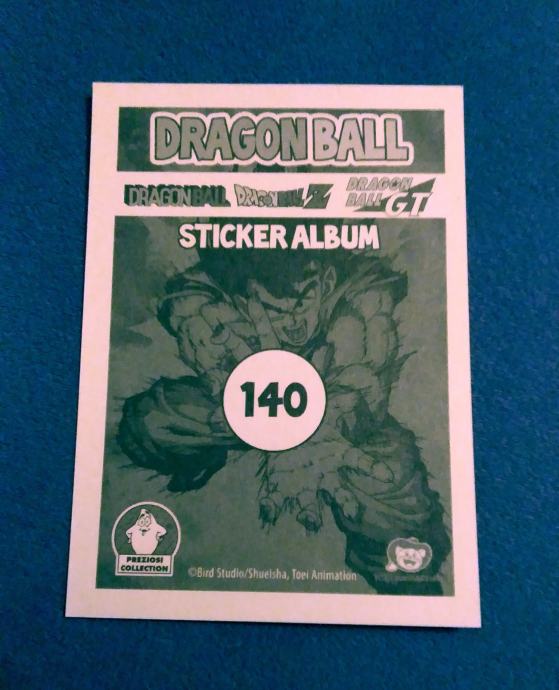 DRAGON BALL
DRAGON BALL DRAGON BALL Z DRAGON BALL GT
STICKER ALBUM
140
PREZIOSI
COLLECTION
©Bird Studio/Shueisha, Toei Animation